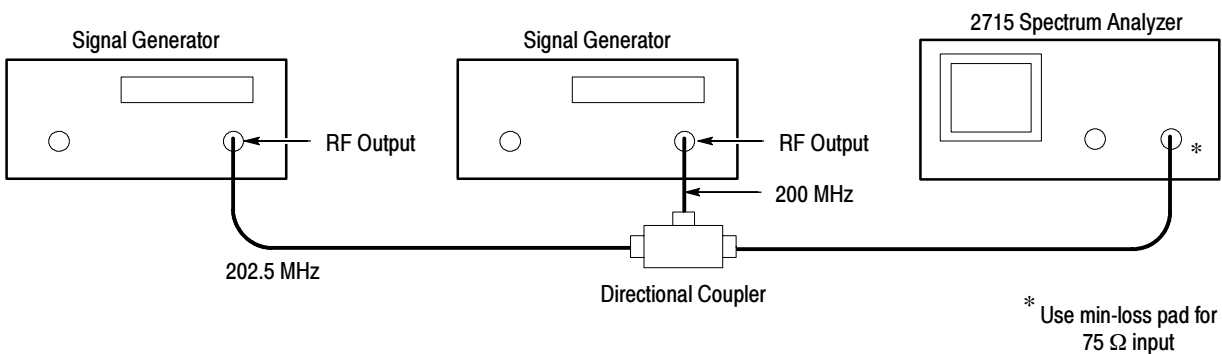 Signal Generator
Signal Generator
2715 Spectrum Analyzer
RF Output
RF Output
*
200 MHz
202.5 MHz
Directional Coupler
* Use min-loss pad for
75 Ω input